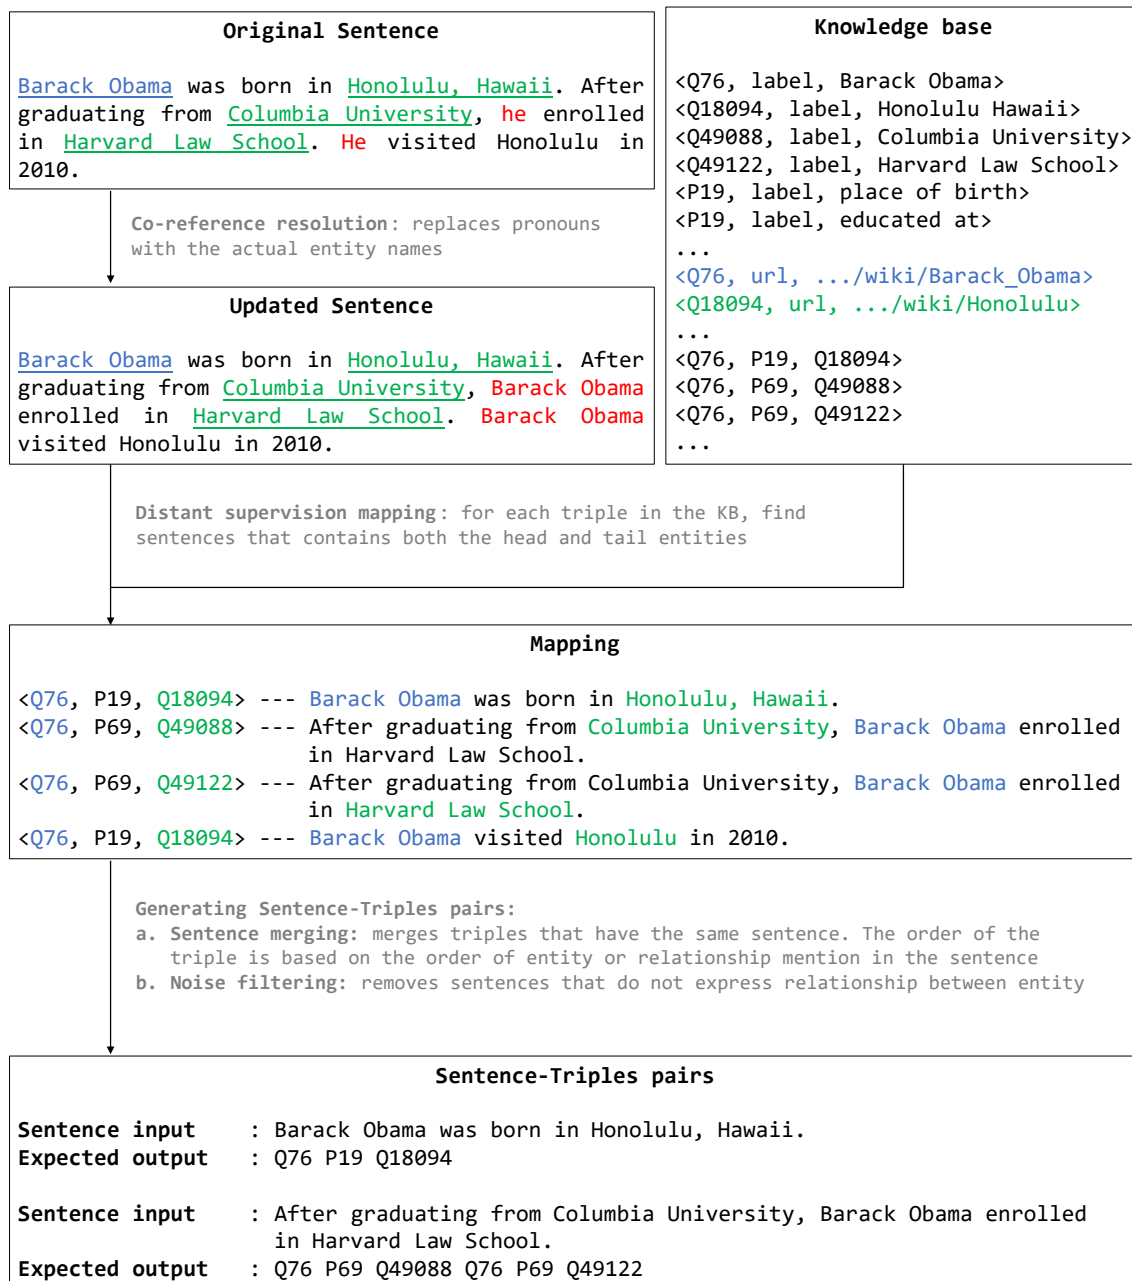 Original Sentence
Barack Obama was born in Honolulu, Hawaii. After
graduating from Columbia University, he enrolled
in Harvard Law School. He visited Honolulu in
2010.
Knowledge base
<Q76, label, Barack Obama>
<Q18094, label, Honolulu Hawaii>
<Q49088, label, Columbia University>
<Q49122, label, Harvard Law School>
<P19, label, place of birth>
<P19, label, educated at>
...
<Q76, url, .../wiki/Barack_Obama>
<Q18094, url, .../wiki/Honolulu>
...
<Q76, P19, Q18094>
<Q76, P69, Q49088>
<Q76, P69, Q49122>
...
Co-reference resolution: replaces pronouns
with the actual entity names
Updated Sentence
Barack Obama was born in Honolulu, Hawaii. After
graduating from Columbia University, Barack Obama
enrolled in Harvard Law School. Barack Obama
visited Honolulu in 2010.
Distant supervision mapping: for each triple in the KB, find
sentences that contains both the head and tail entities
Mapping
<Q76, P19, Q18094> --- Barack Obama was born in Honolulu, Hawaii.
<Q76, P69, Q49088> --- After graduating from Columbia University, Barack Obama enrolled
in Harvard Law School.
<Q76, P69, Q49122> --- After graduating from Columbia University, Barack Obama enrolled
in Harvard Law School.
<Q76, P19, Q18094> --- Barack Obama visited Honolulu in 2010.
Generating Sentence-Triples pairs:
a. Sentence merging: merges triples that have the same sentence. The order of the
triple is based on the order of entity or relationship mention in the sentence
b. Noise filtering: removes sentences that do not express relationship between entity
Sentence-Triples pairs
Sentence input : Barack Obama was born in Honolulu, Hawaii.
Expected output : Q76 P19 Q18094
Sentence input : After graduating from Columbia University, Barack Obama enrolled
in Harvard Law School.
Expected output : Q76 P69 Q49088 Q76 P69 Q49122